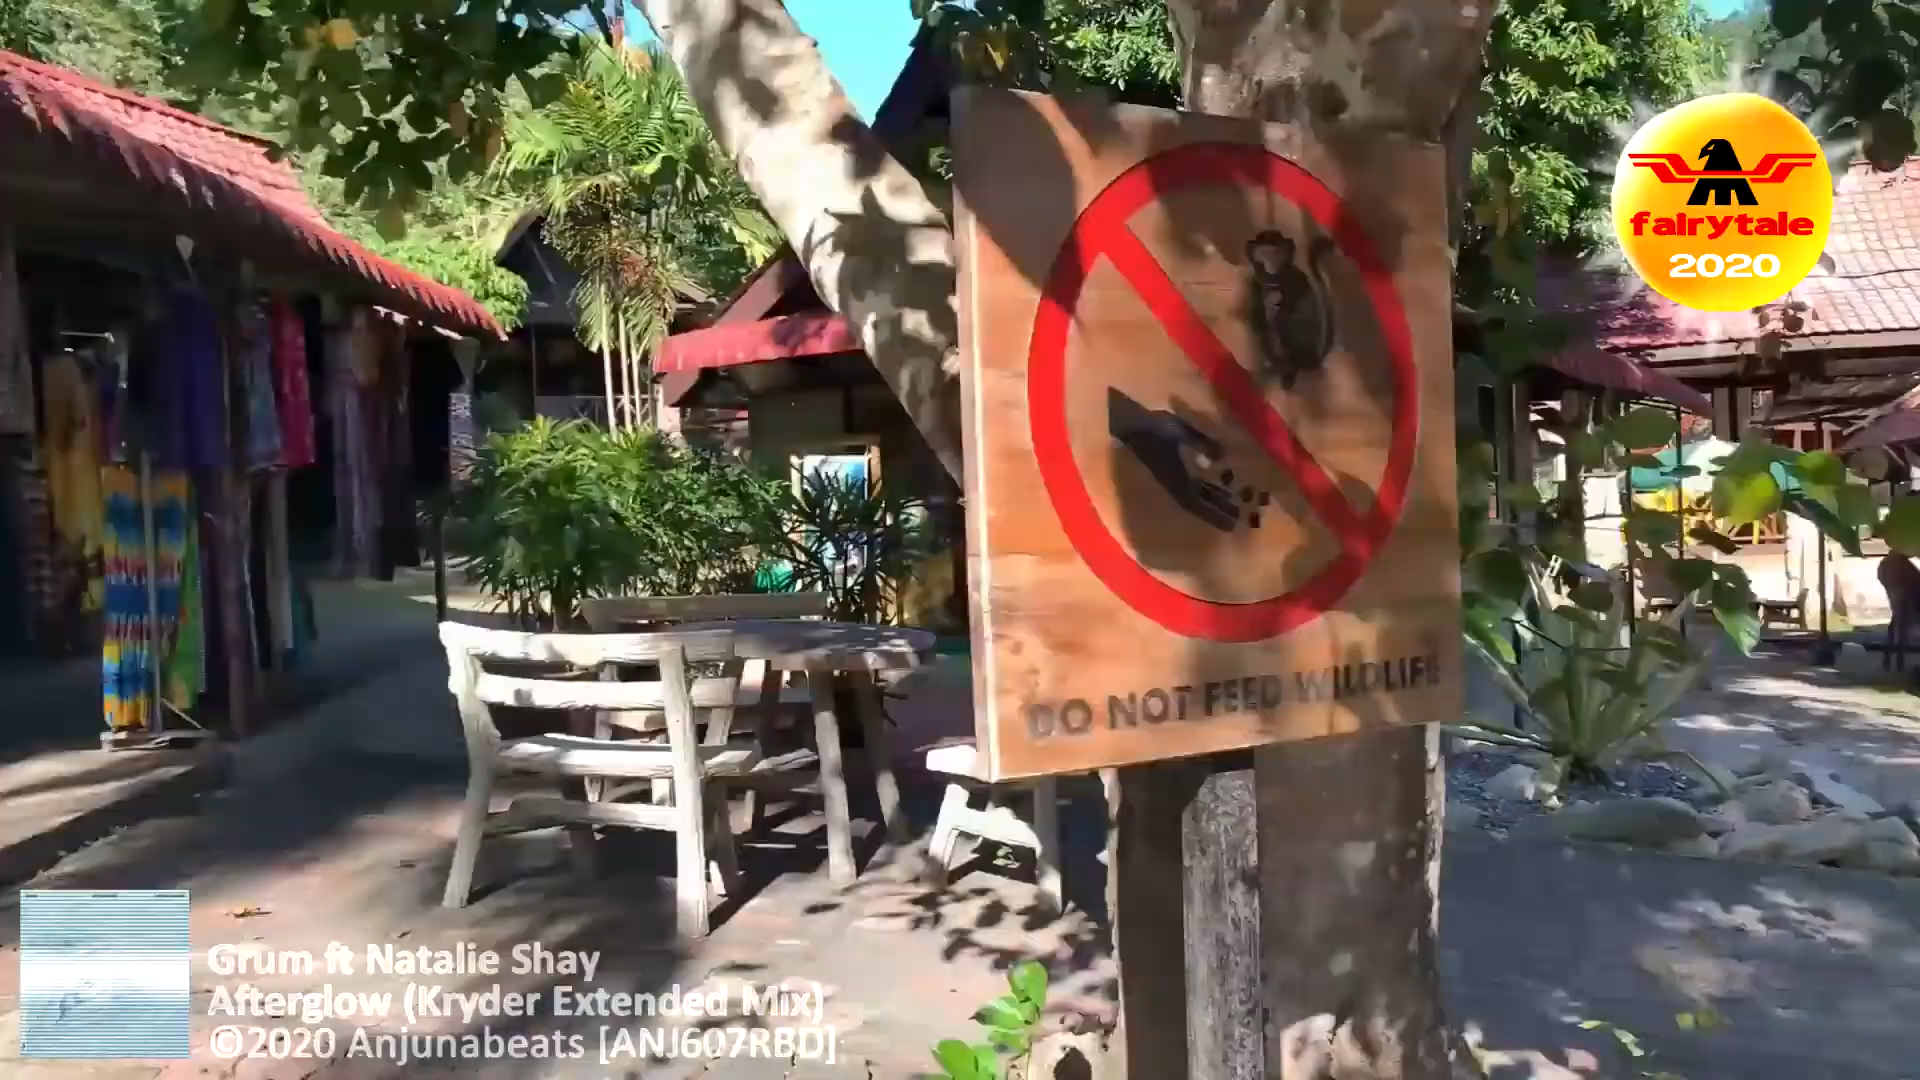 fairytale
2020
DO NOT FEED WILDLIFE
Grum ft Natalie Shay
Afterglow (Kryder Extended Mix)
©2020 Anjunabeats [ANJ607RBD]